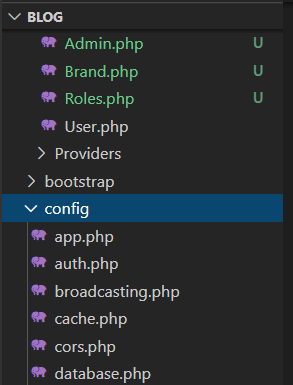 BLOG
Admin.php U
Brand.php U
Roles.php U
User.php
Providers
bootstrap
config
app.php
auth.php
broadcasting.php
cache.php
cors.php
database.php